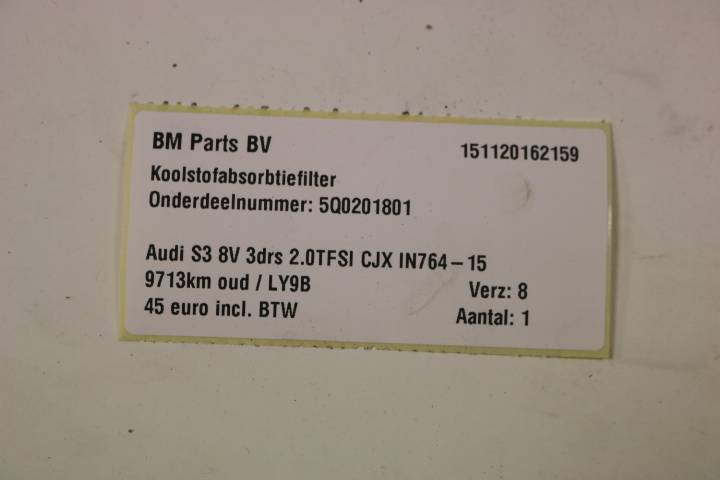 BM Parts BV 151120162159
Koolstofabsorbtiefilter
Onderdeelnummer: 5Q0201801
Audi S3 8V 3drs 2.0TFSI CJX IN764-15
9713km oud / LY9B Verz: 8
45 euro incl. BTW Aantal: 1